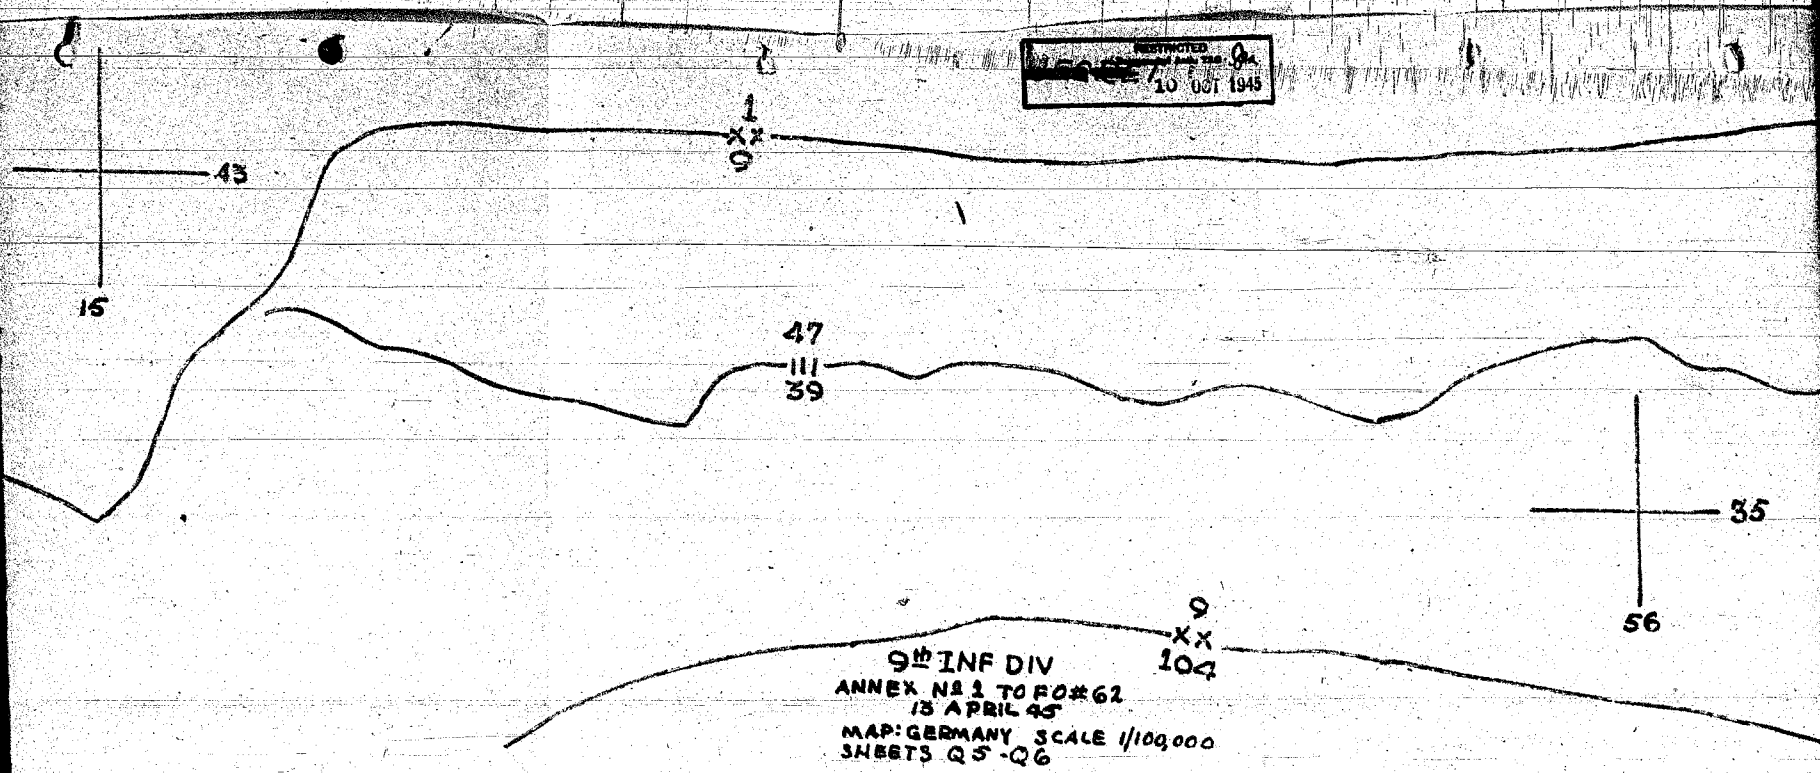 RESTRICTED
10 OCT 1945
1
XX
9
43
15
47
III
39
35
56
9
XX
104
9th INF DIV
ANNEX No 1 TO FO#62
13 APRIL 45
MAP: GERMANY SCALE 1/100,000
SHEETS Q5-Q6